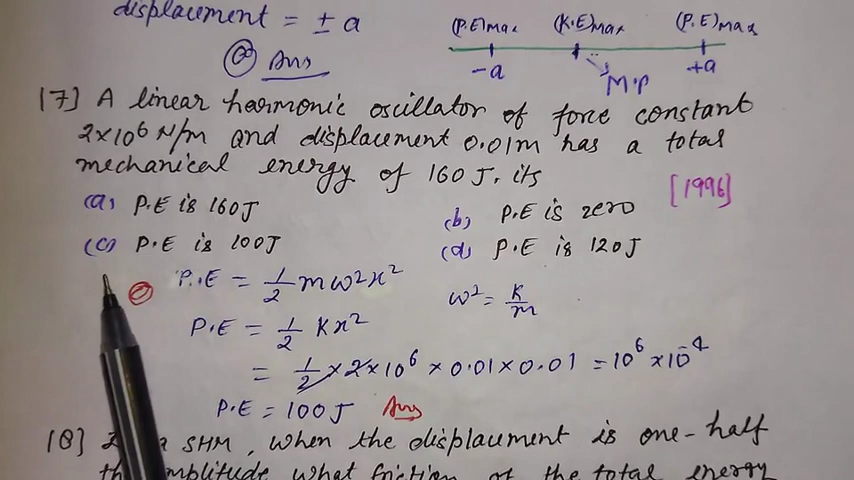 displacement = ± a
(P.E)max (K.E)max (P.E)max
-a M.P +a
Ans
[7] A linear harmonic oscillator of force constant
2×10⁶ N/m and displacement 0.01m has a total
mechanical energy of 160 J. its
[1996]
(a) P.E is 160J (b) P.E is zero
(c) P.E is 100J (d) P.E is 120J
P.E = 1/2 mω²x² ω² = K/m
P.E = 1/2 Kx²
= 1/2 × 2×10⁶ × 0.01 × 0.01 = 10⁶ × 10⁻⁴
P.E = 100J Ans
[8] SHM, when the displacement is one-half
amplitude what friction of the total energy